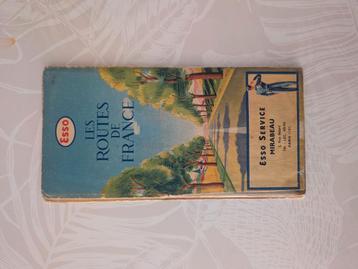 ESSO
LES
ROUTES
DE
FRANCE
ESSO SERVICE
MIRABEAU